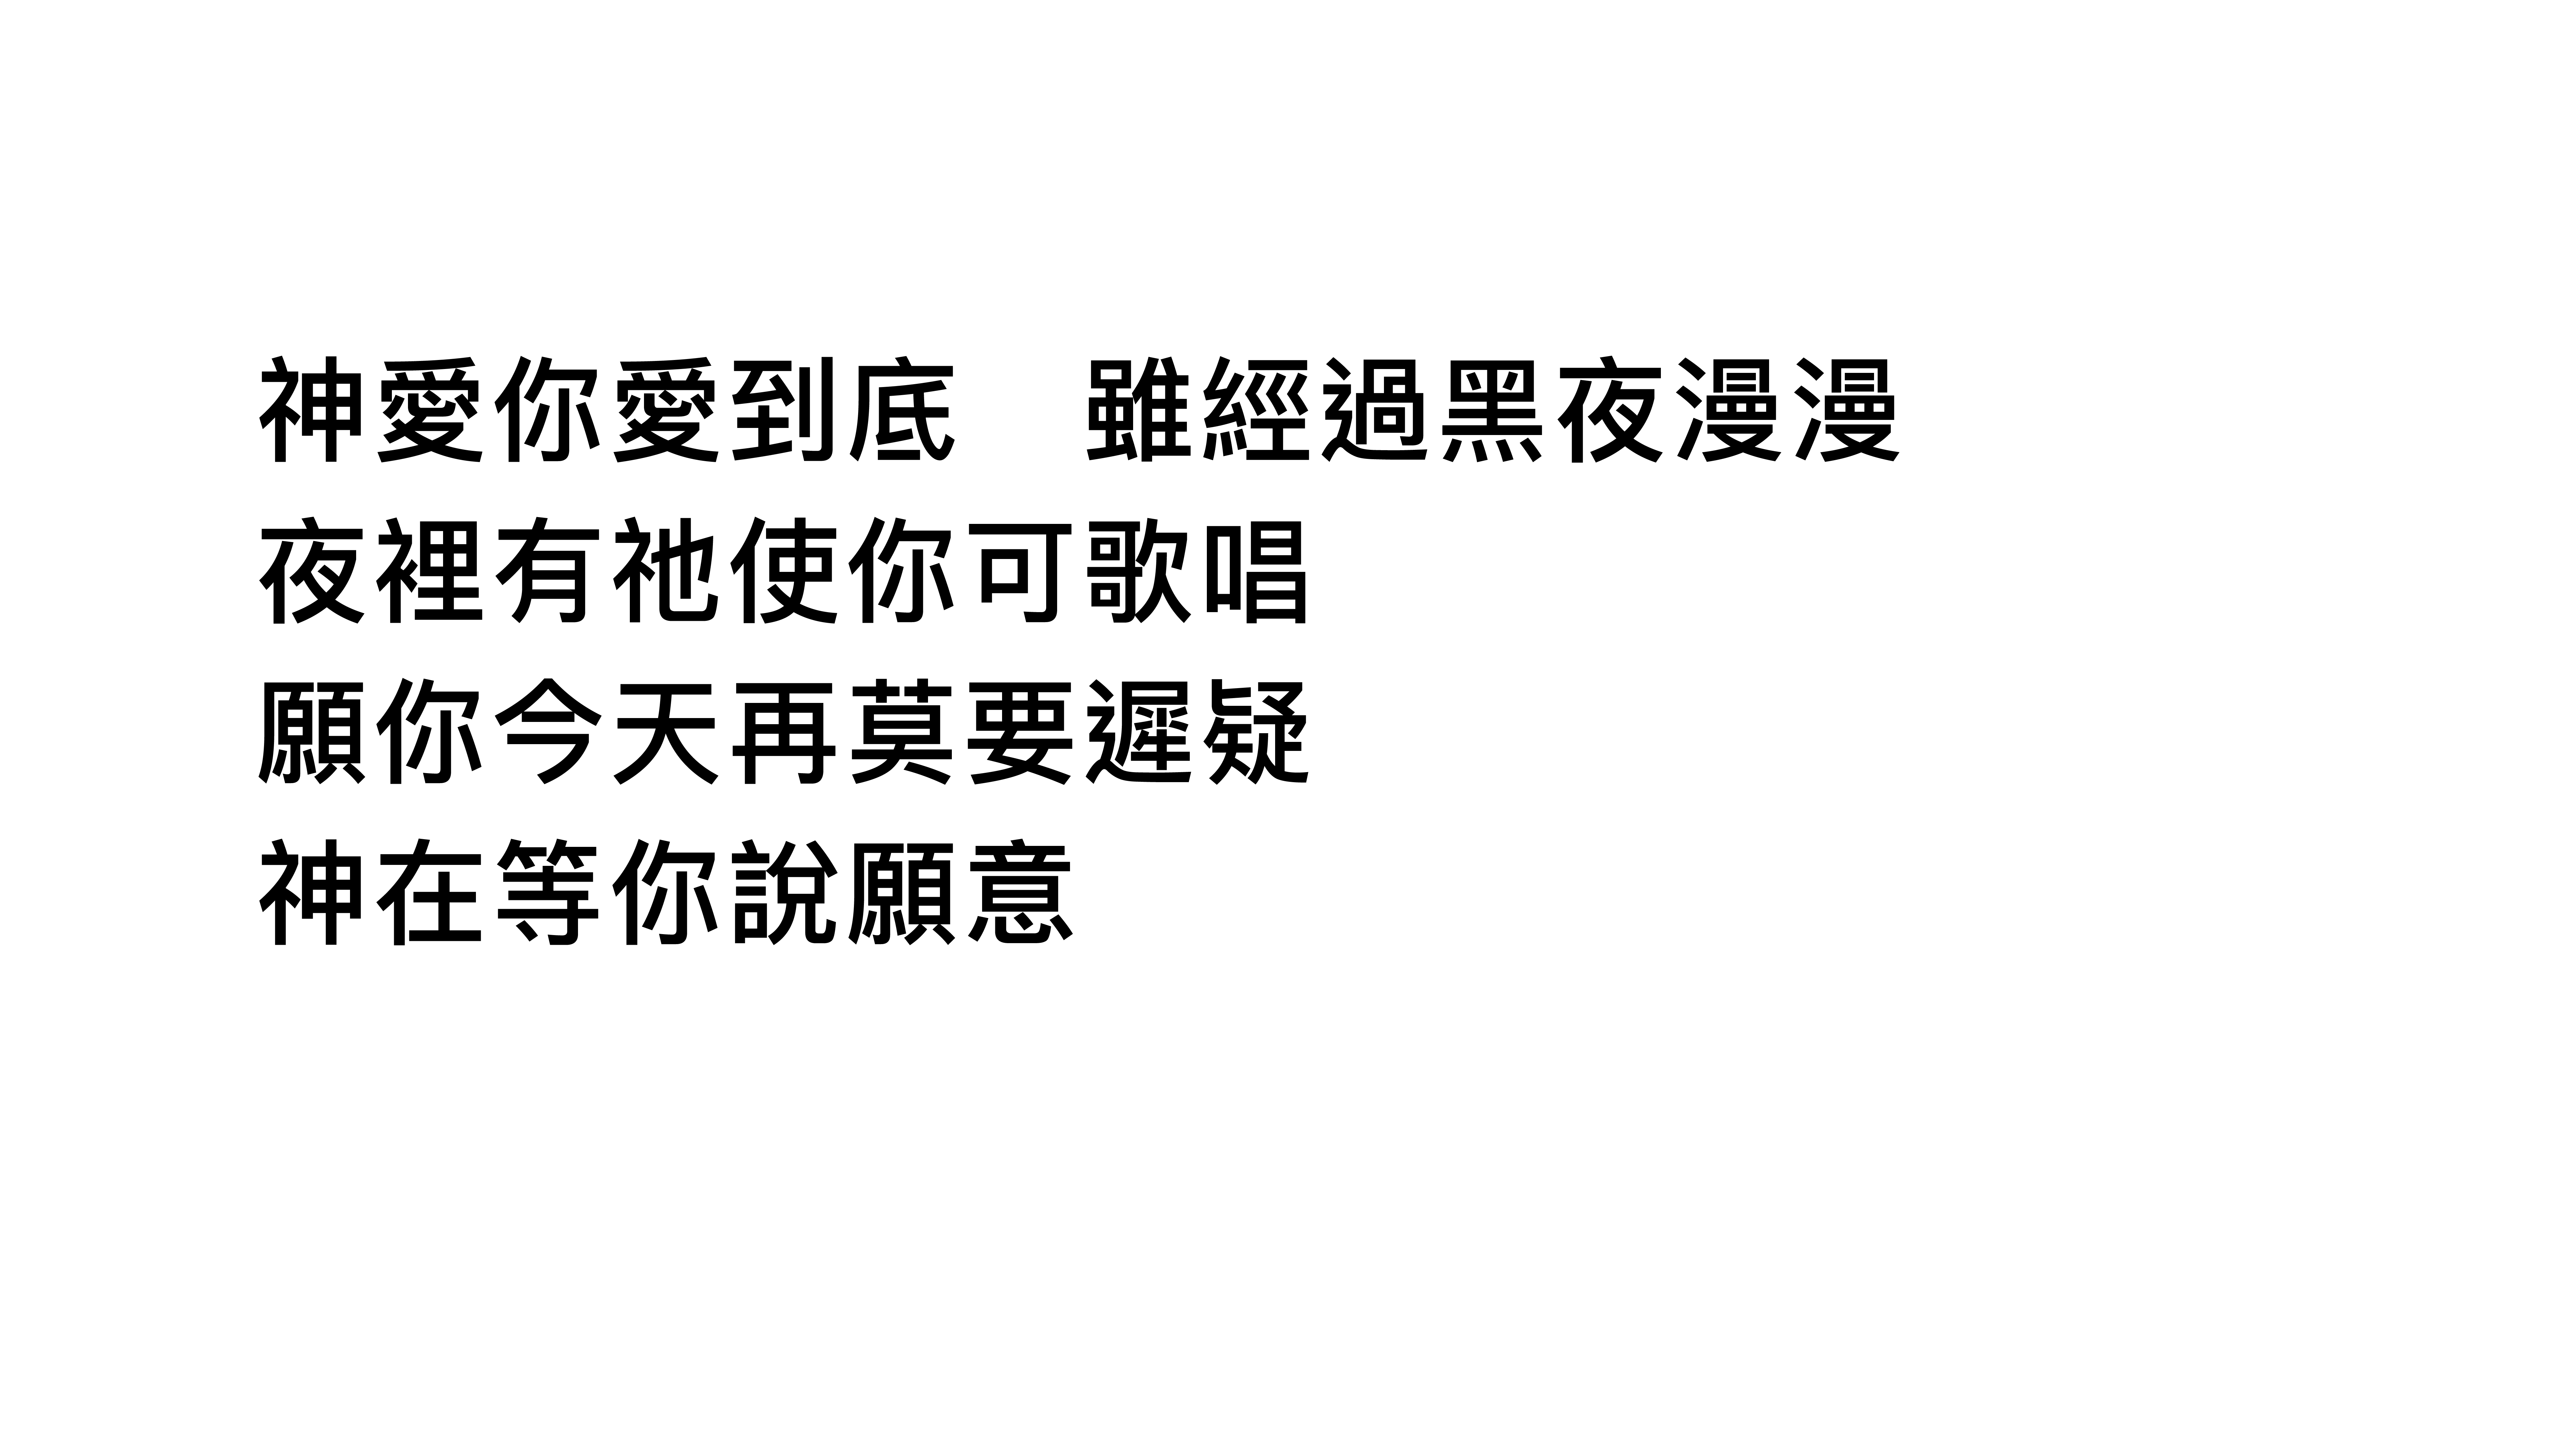 神愛你愛到底　雖經過黑夜漫漫
夜裡有祂使你可歌唱
願你今天再莫要遲疑
神在等你說願意